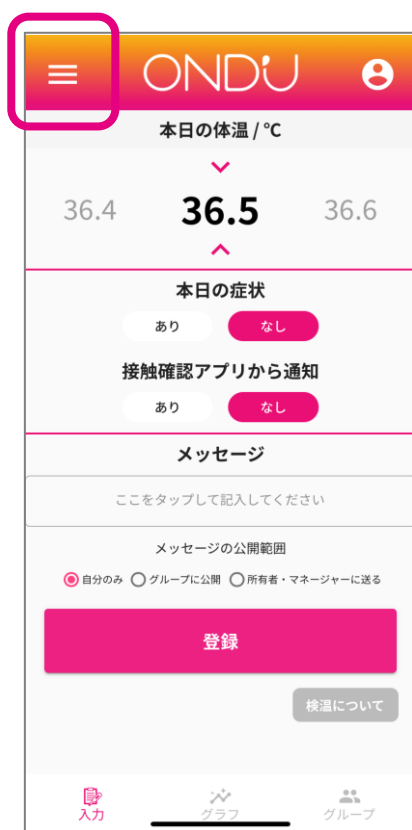 ONDU
本日の体温 / ℃
36.4 36.5 36.6
本日の症状
あり なし
接触確認アプリから通知
あり なし
メッセージ
ここをタップして記入してください
メッセージの公開範囲
自分のみ グループに公開 所有者・マネージャーに送る
登録
検温について
入力 グラフ グループ